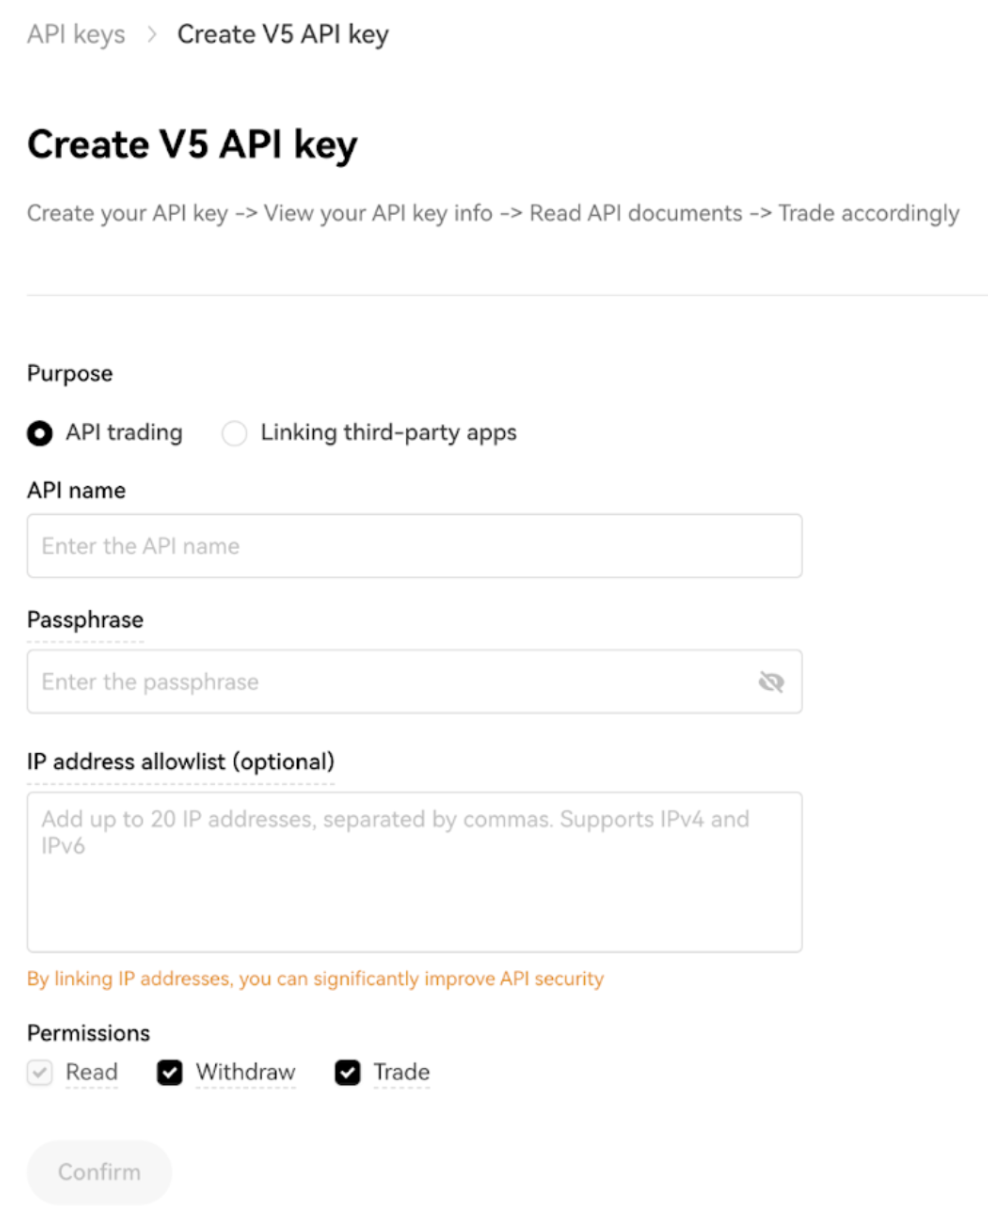 API keys > Create V5 API key
Create V5 API key
Create your API key -> View your API key info -> Read API documents -> Trade accordingly
Purpose
API trading Linking third-party apps
API name
Enter the API name
Passphrase
Enter the passphrase
IP address allowlist (optional)
Add up to 20 IP addresses, separated by commas. Supports IPv4 and
IPv6
By linking IP addresses, you can significantly improve API security
Permissions
Read Withdraw Trade
Confirm